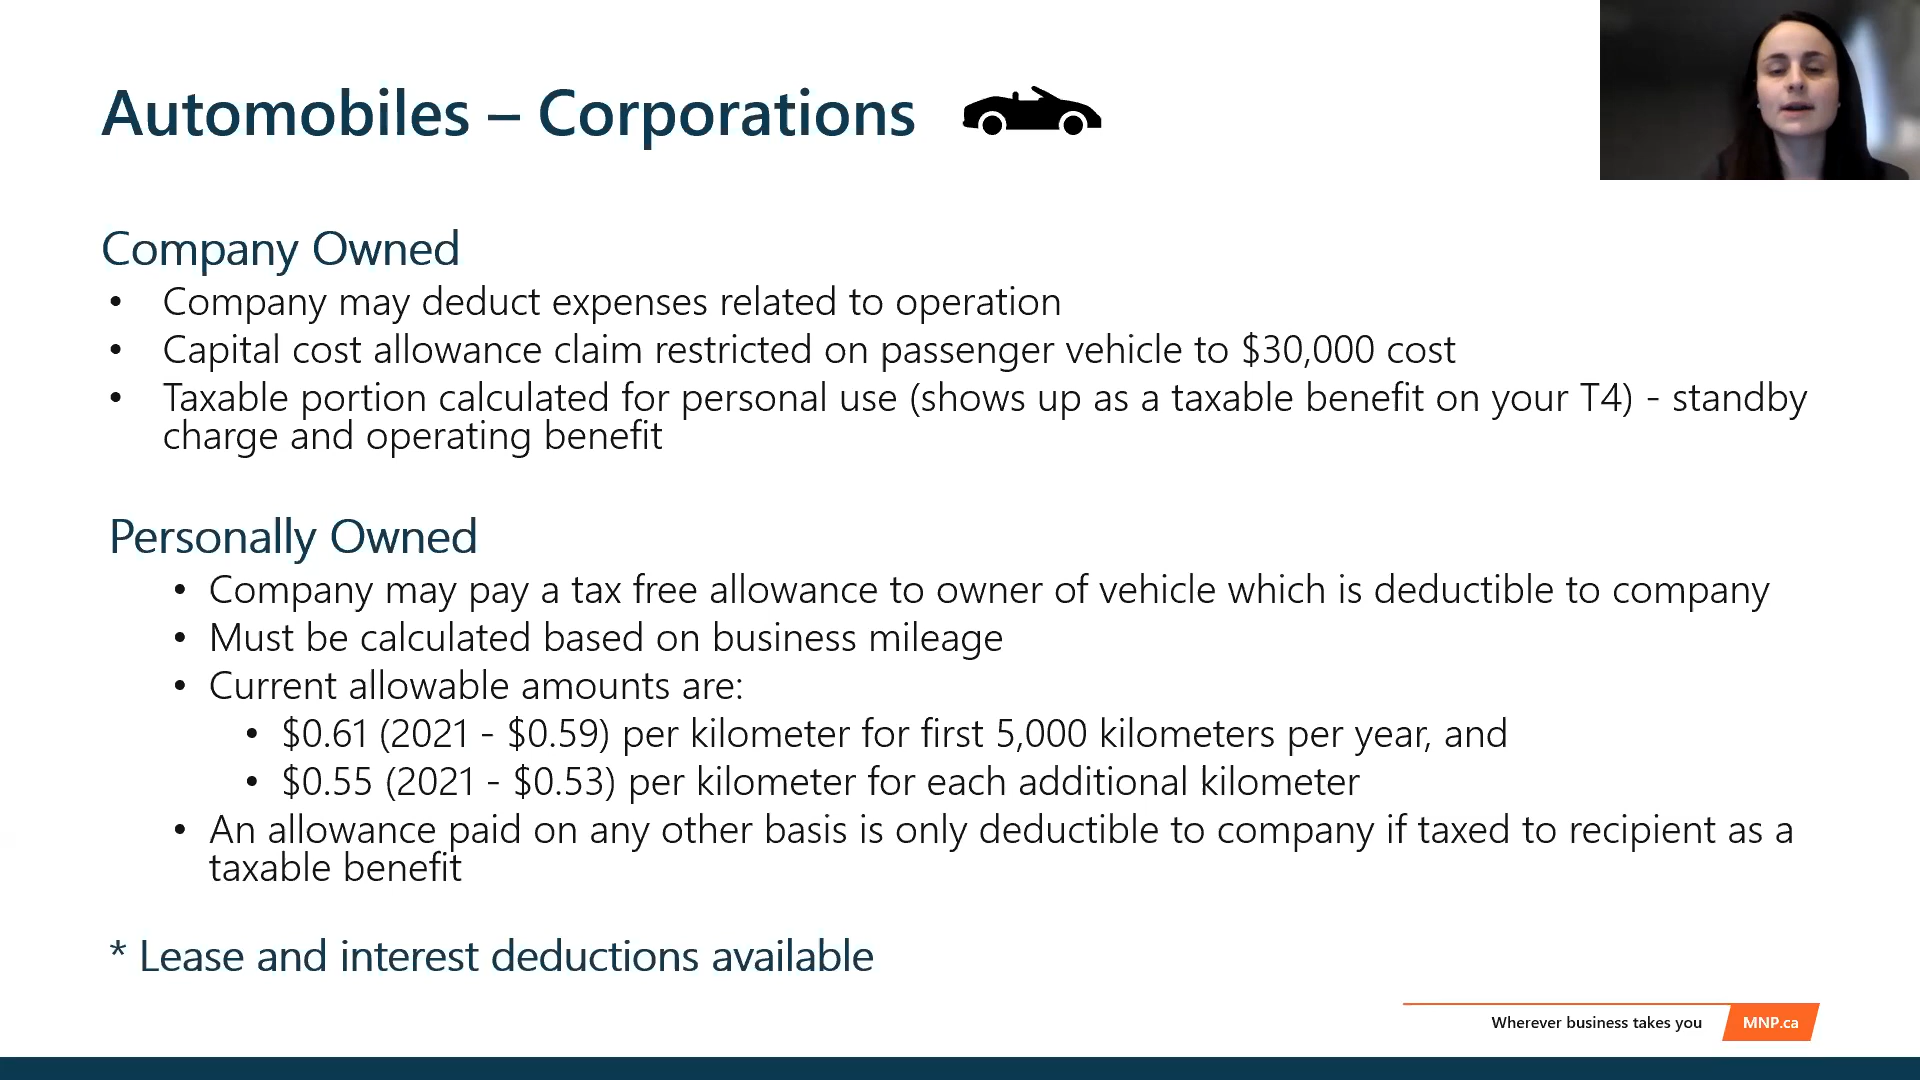 Automobiles – Corporations
Company Owned
• Company may deduct expenses related to operation
• Capital cost allowance claim restricted on passenger vehicle to $30,000 cost
• Taxable portion calculated for personal use (shows up as a taxable benefit on your T4) - standby
charge and operating benefit
Personally Owned
• Company may pay a tax free allowance to owner of vehicle which is deductible to company
• Must be calculated based on business mileage
• Current allowable amounts are:
• $0.61 (2021 - $0.59) per kilometer for first 5,000 kilometers per year, and
• $0.55 (2021 - $0.53) per kilometer for each additional kilometer
• An allowance paid on any other basis is only deductible to company if taxed to recipient as a
taxable benefit
* Lease and interest deductions available
Wherever business takes you MNP.ca